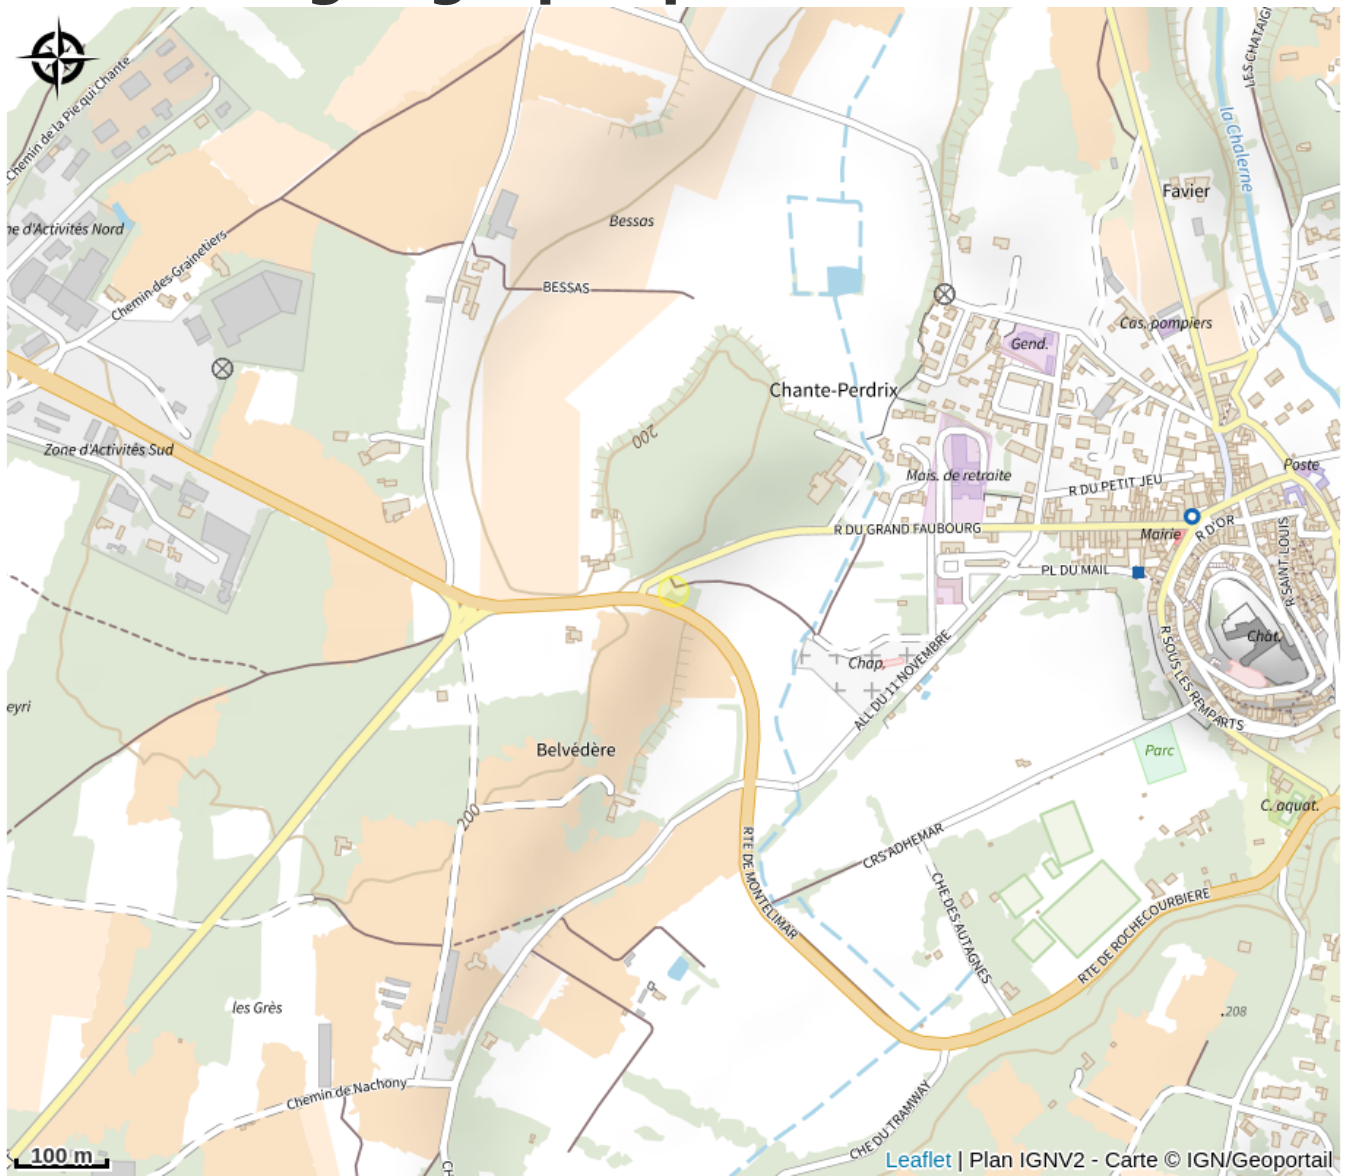 Chemin de la Pie qui Chante
LES CHATAIG
la Chalerne
Favier
ne d'Activités Nord
Bessas
Chemin des Grainetiers
BESSAS
Cas. pompiers
Gend.
Chante-Perdrix
200
Zone d'Activités Sud
Mais. de retraite
Poste
R DU PETIT JEU
R DU GRAND FAUBOURG
Mairie
R D'OR
R SAINT LOUIS
PL DU MAIL
Chât.
Chap.
ALL DU 11 NOVEMBRE
R SOUS LES REMPARTS
eyri
Belvédère
Parc
200
C. aquat.
RTE DE MONTELIMAR
CRS ADHEMAR
CHE DES AUTAGNES
RTE DE ROCHECOURBIERE
les Grès
.208
Chemin de Nachony
CHE DU TRAMWAY
CH
100 m
Leaflet | Plan IGNV2 - Carte © IGN/Geoportail